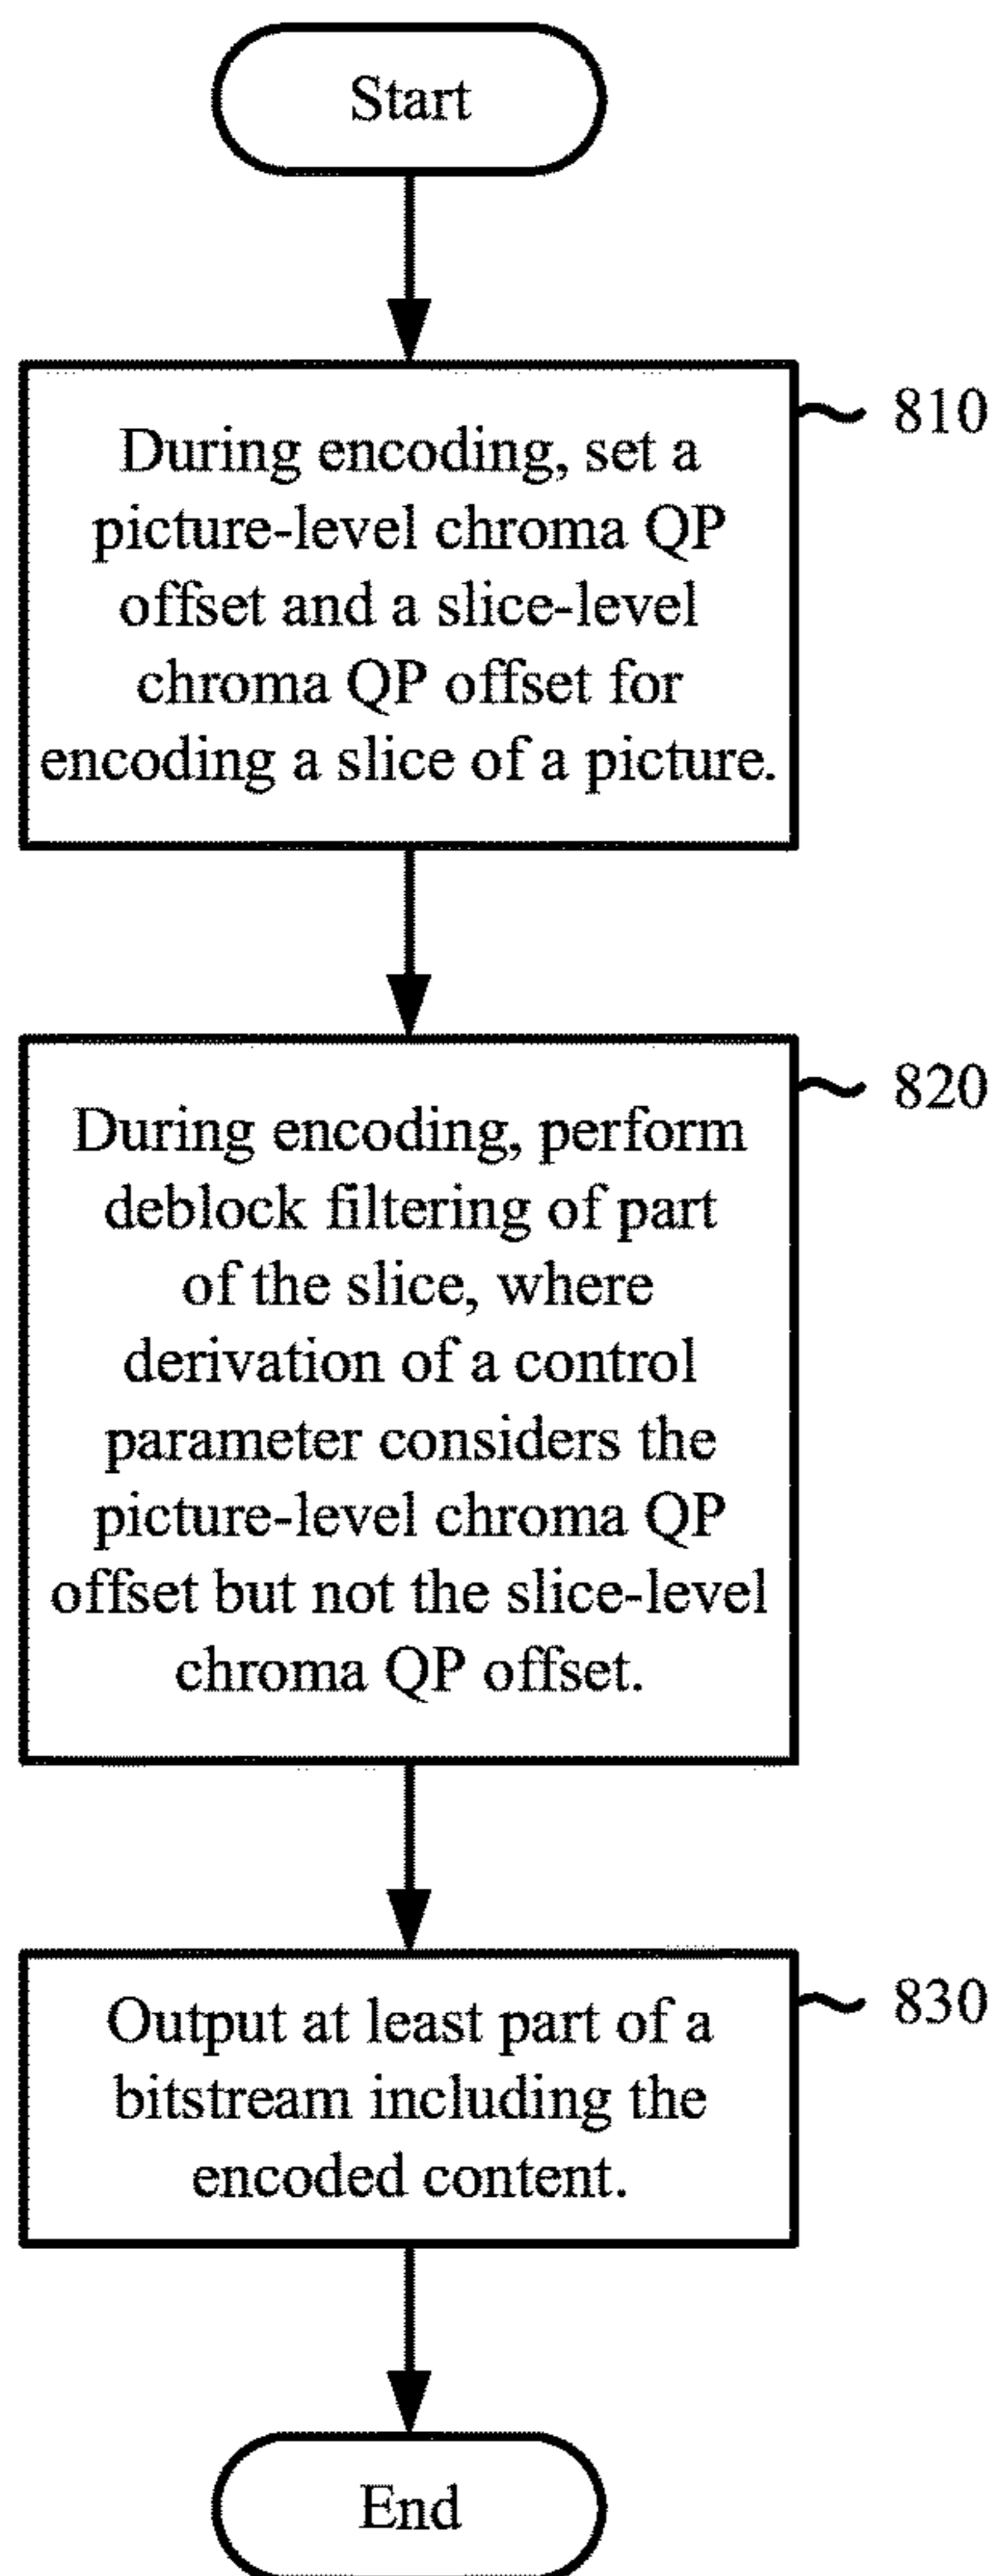 Start
During encoding, set a
picture-level chroma QP
offset and a slice-level
chroma QP offset for
encoding a slice of a picture.
810
During encoding, perform
deblock filtering of part
of the slice, where
derivation of a control
parameter considers the
picture-level chroma QP
offset but not the slice-level
chroma QP offset.
820
Output at least part of a
bitstream including the
encoded content.
830
End